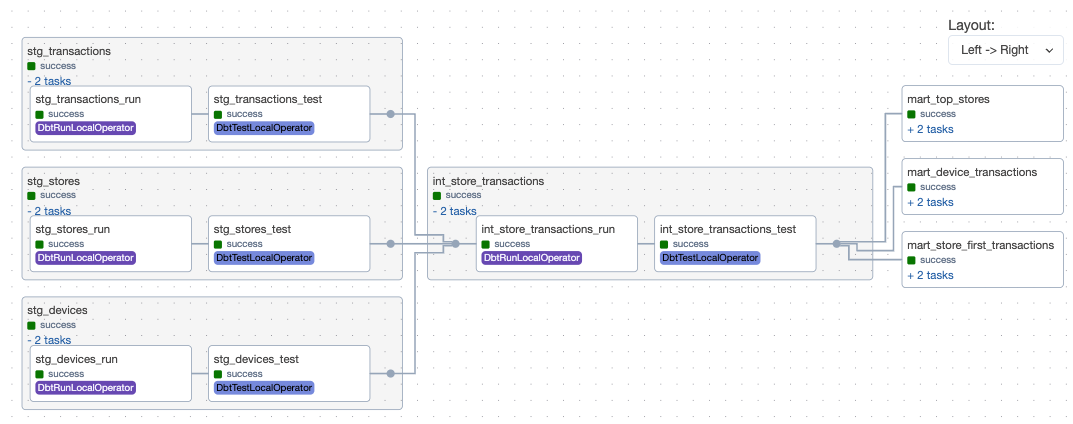 Layout:
Left -> Right
stg_transactions
success
- 2 tasks
stg_transactions_run
success
DbtRunLocalOperator
stg_transactions_test
success
DbtTestLocalOperator
stg_stores
success
- 2 tasks
stg_stores_run
success
DbtRunLocalOperator
stg_stores_test
success
DbtTestLocalOperator
stg_devices
success
- 2 tasks
stg_devices_run
success
DbtRunLocalOperator
stg_devices_test
success
DbtTestLocalOperator
int_store_transactions
success
- 2 tasks
int_store_transactions_run
success
DbtRunLocalOperator
int_store_transactions_test
success
DbtTestLocalOperator
mart_top_stores
success
+ 2 tasks
mart_device_transactions
success
+ 2 tasks
mart_store_first_transactions
success
+ 2 tasks